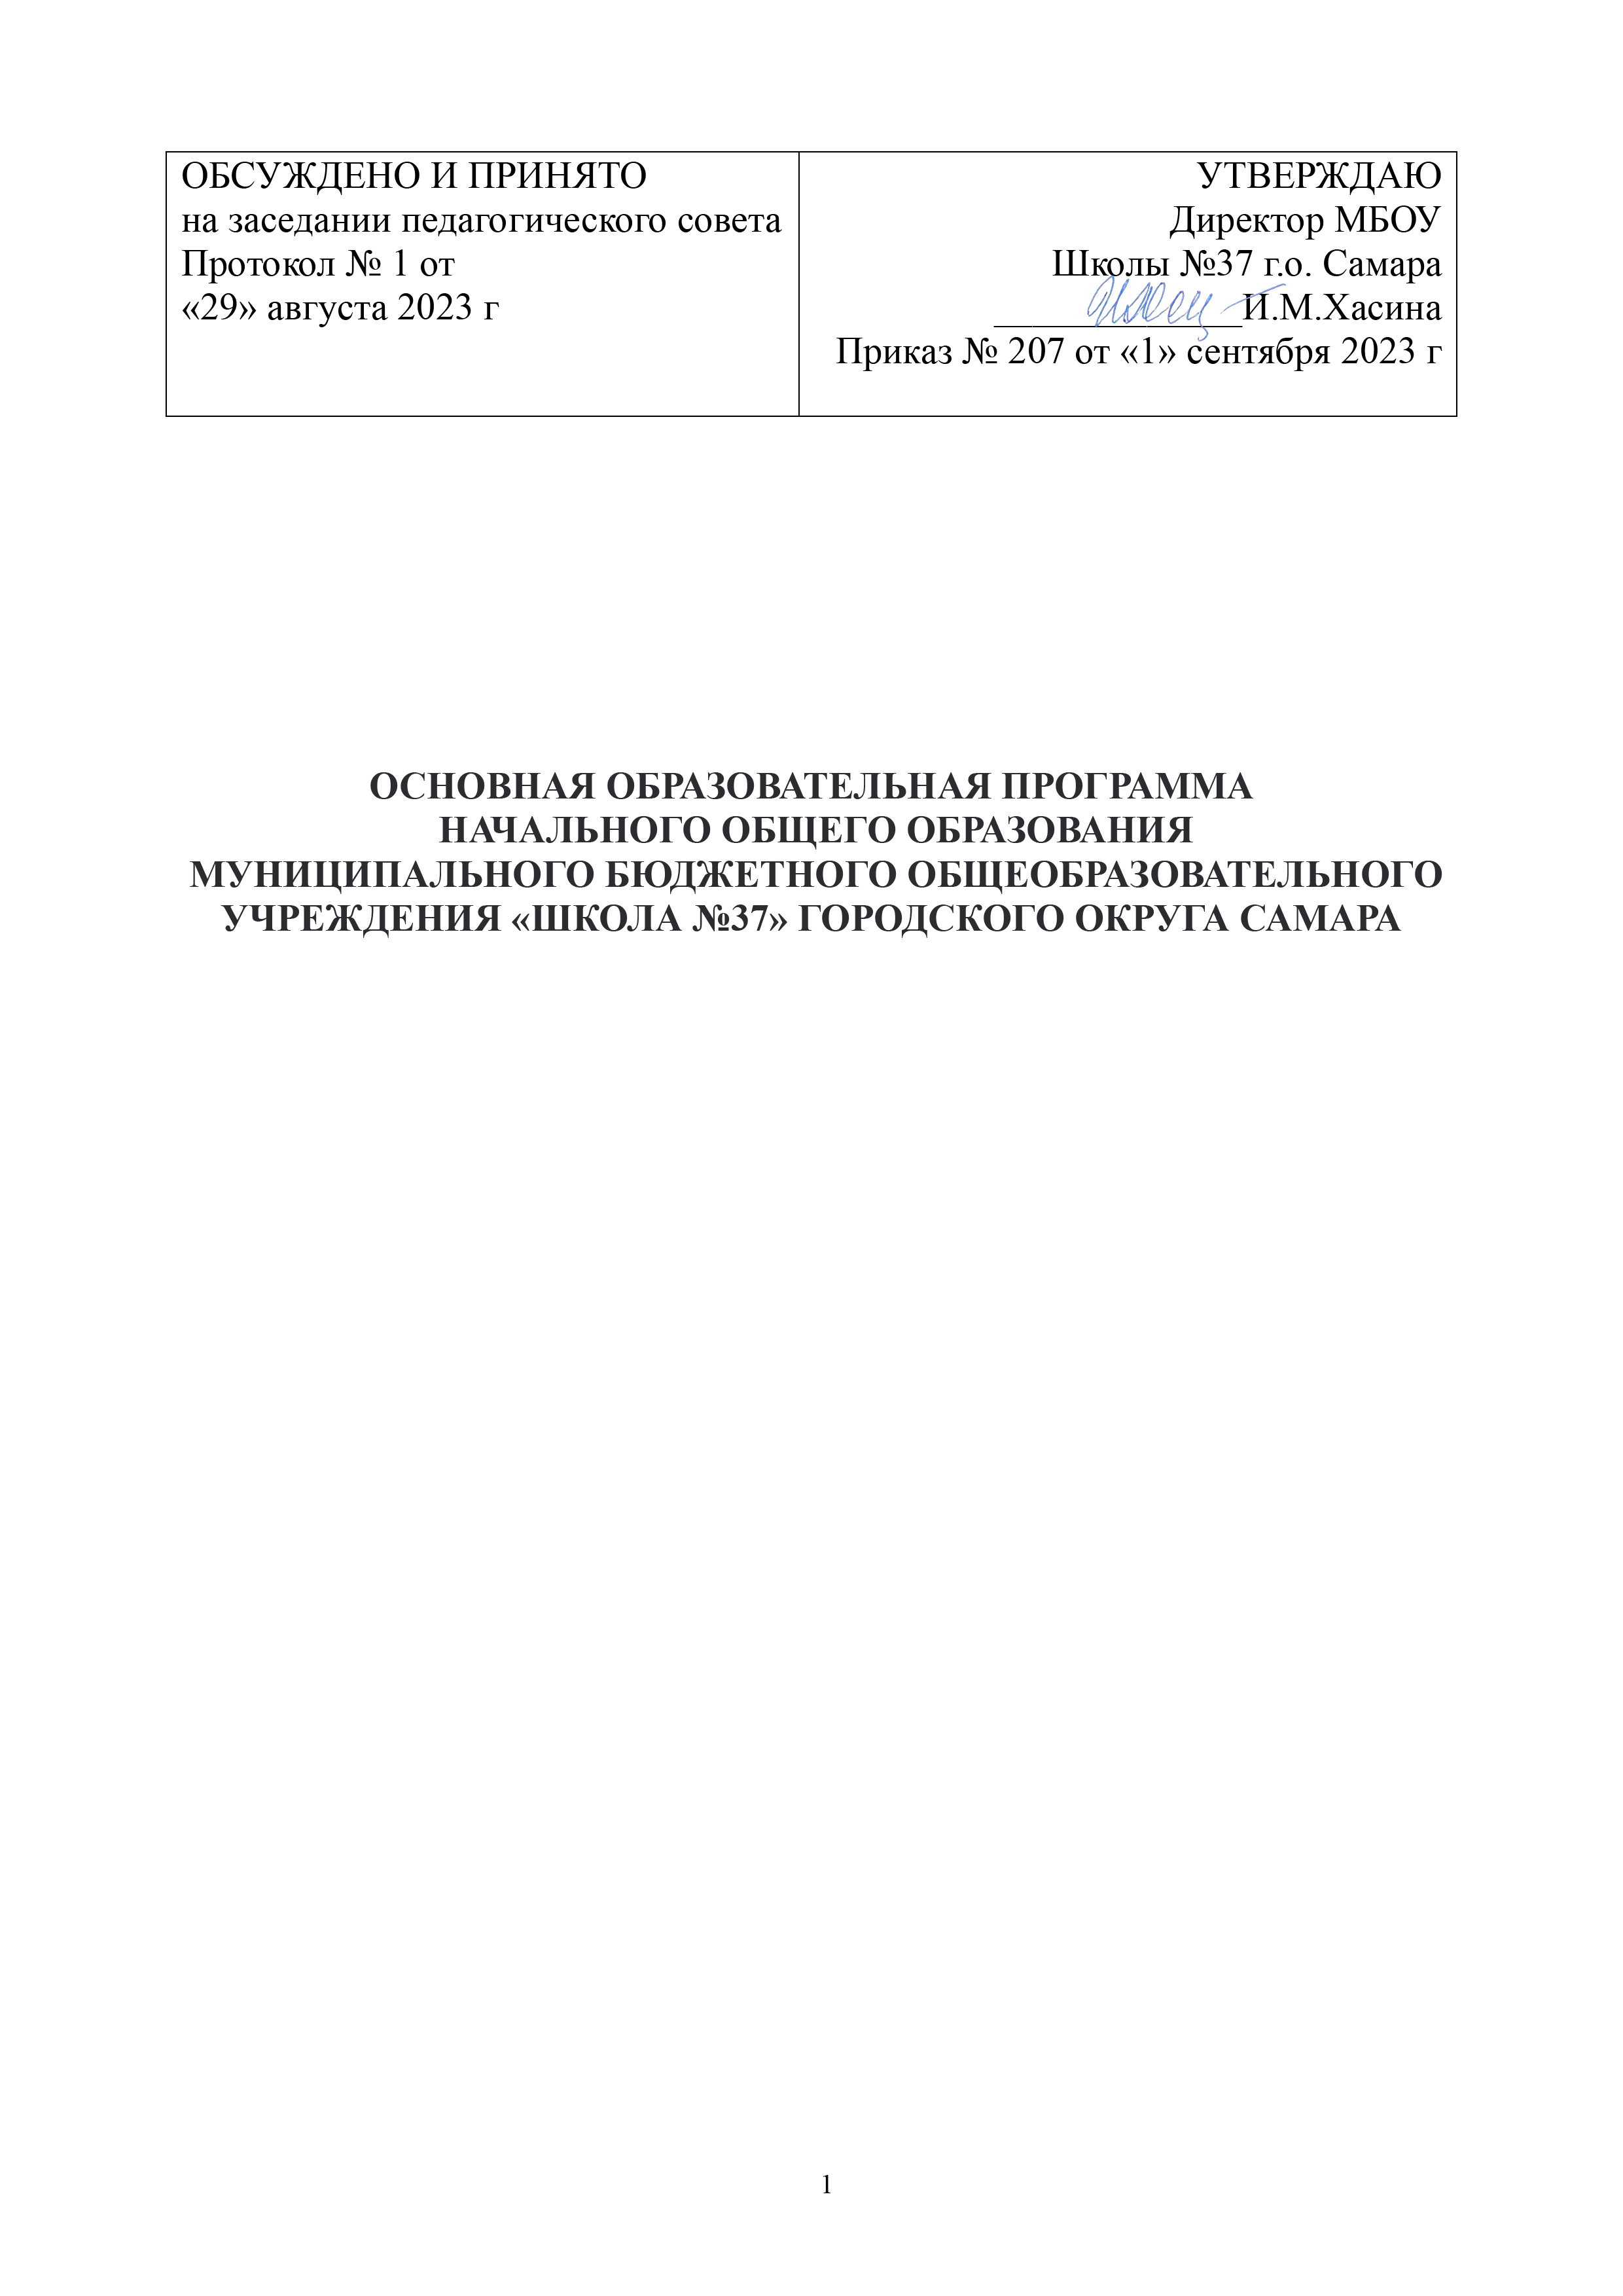 ОБСУЖДЕНО И ПРИНЯТО
на заседании педагогического совета
Протокол № 1 от
«29» августа 2023 г
УТВЕРЖДАЮ
Директор МБОУ
Школы №37 г.о. Самара
_____________И.М.Хасина
Приказ № 207 от «1» сентября 2023 г
ОСНОВНАЯ ОБРАЗОВАТЕЛЬНАЯ ПРОГРАММА
НАЧАЛЬНОГО ОБЩЕГО ОБРАЗОВАНИЯ
МУНИЦИПАЛЬНОГО БЮДЖЕТНОГО ОБЩЕОБРАЗОВАТЕЛЬНОГО
УЧРЕЖДЕНИЯ «ШКОЛА №37» ГОРОДСКОГО ОКРУГА САМАРА
1